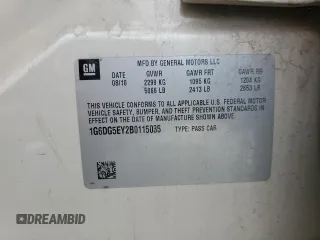 GM
MFD BY GENERAL MOTORS LLC
DATE GVWR GAWR FRT GAWR RR
08/10 2299 KG 1095 KG 1204 KG
5068 LB 2413 LB 2653 LB
THIS VEHICLE CONFORMS TO ALL APPLICABLE U.S. FEDERAL MOTOR
VEHICLE SAFETY, BUMPER, AND THEFT PREVENTION STANDARDS IN
EFFECT ON THE DATE OF MANUFACTURE SHOWN ABOVE.
1G6DG5EY2B0115035 TYPE: PASS CAR
DREAMBID